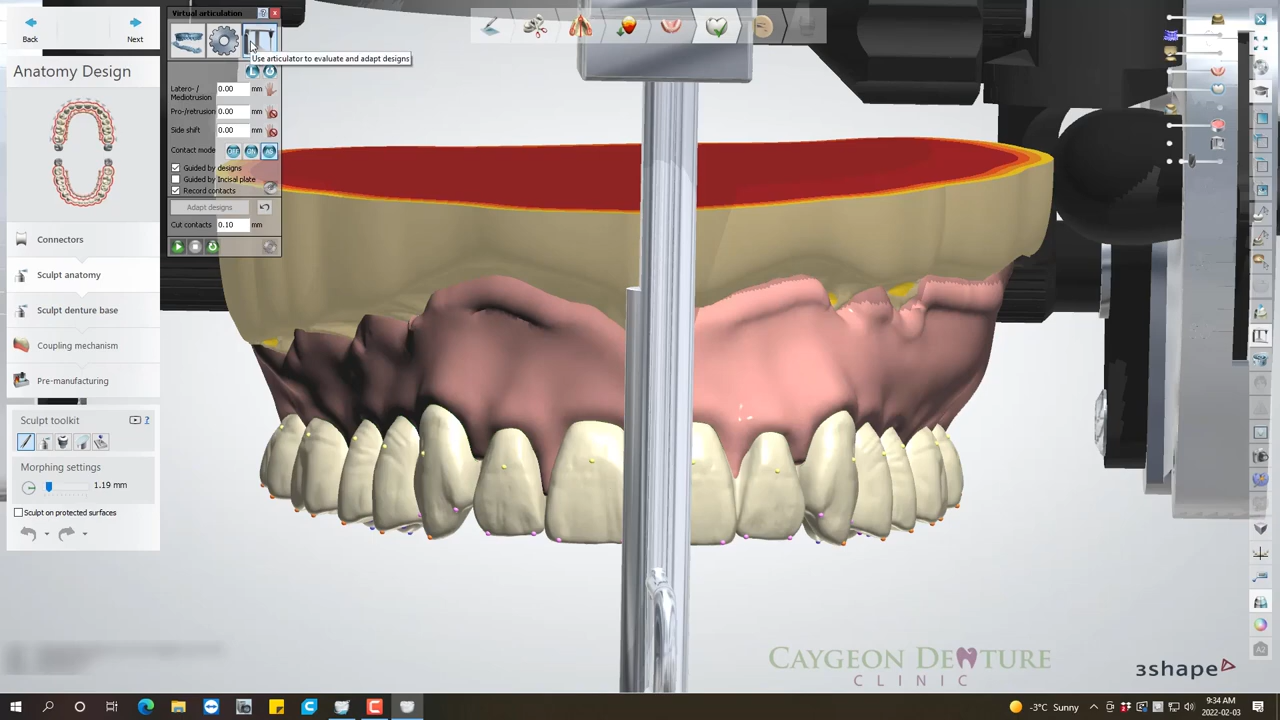 Virtual articulation
?
Back
Next
Use articulator to evaluate and adapt designs
Anatomy Design
Latero- /
Mediotrusion
0.00 mm
Pro-/retrusion 0.00 mm
Side shift 0.00 mm
Contact mode OFF ON
Guided by designs
Guided by Incisal plate
Record contacts
Adapt designs
Cut contacts 0.10 mm
Connectors
Sculpt anatomy
Sculpt denture base
Coupling mechanism
Pre-manufacturing
Sculpt toolkit
?
Morphing settings
1.19 mm
Sculpt on protected surfaces
A2
CAYGEON DENTURE
CLINIC
3shape
-3°C Sunny
9:34 AM
2022-02-03